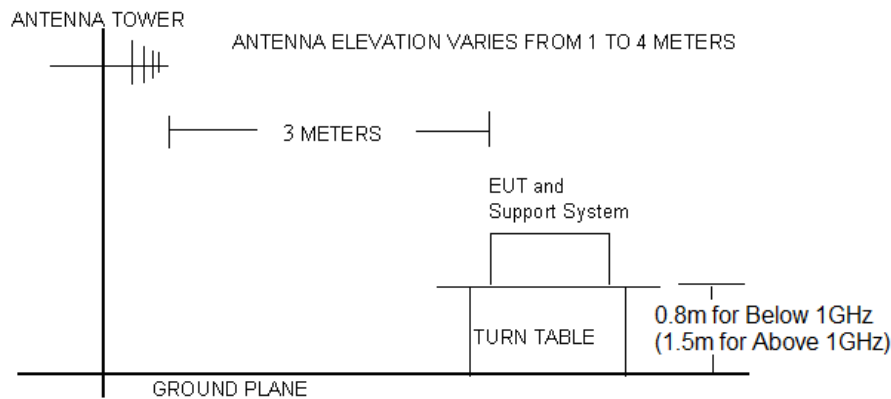 ANTENNA TOWER
ANTENNA ELEVATION VARIES FROM 1 TO 4 METERS
3 METERS
EUT and
Support System
0.8m for Below 1GHz
(1.5m for Above 1GHz)
TURN TABLE
GROUND PLANE